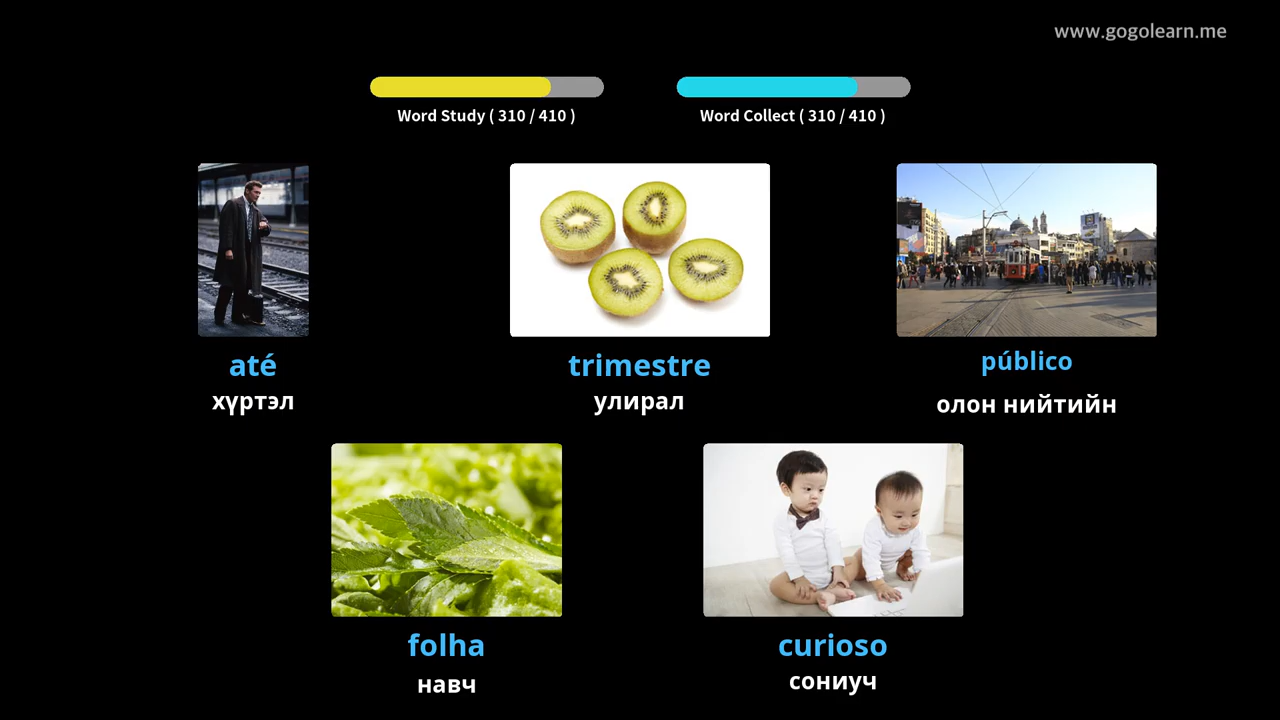 www.gogolearn.me
Word Study ( 310 / 410 )
Word Collect ( 310 / 410 )
até
хүртэл
trimestre
улирал
público
олон нийтийн
folha
навч
curioso
сониуч